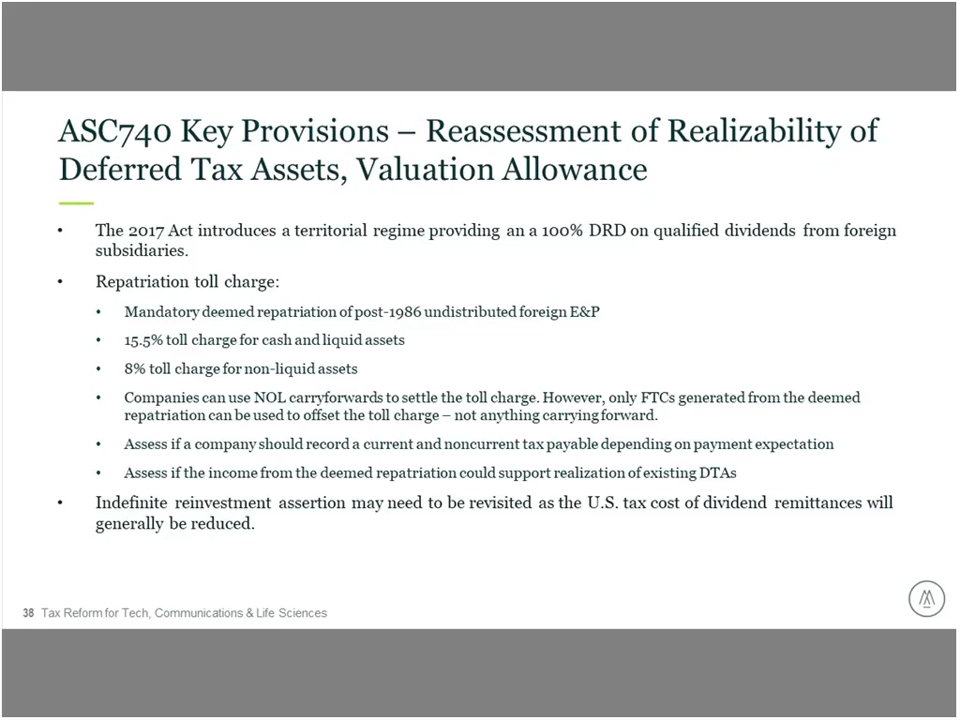 ASC740 Key Provisions – Reassessment of Realizability of
Deferred Tax Assets, Valuation Allowance
• The 2017 Act introduces a territorial regime providing an a 100% DRD on qualified dividends from foreign
subsidiaries.
• Repatriation toll charge:
• Mandatory deemed repatriation of post-1986 undistributed foreign E&P
• 15.5% toll charge for cash and liquid assets
• 8% toll charge for non-liquid assets
• Companies can use NOL carryforwards to settle the toll charge. However, only FTCs generated from the deemed
repatriation can be used to offset the toll charge – not anything carrying forward.
• Assess if a company should record a current and noncurrent tax payable depending on payment expectation
• Assess if the income from the deemed repatriation could support realization of existing DTAs
• Indefinite reinvestment assertion may need to be revisited as the U.S. tax cost of dividend remittances will
generally be reduced.
38 Tax Reform for Tech, Communications & Life Sciences